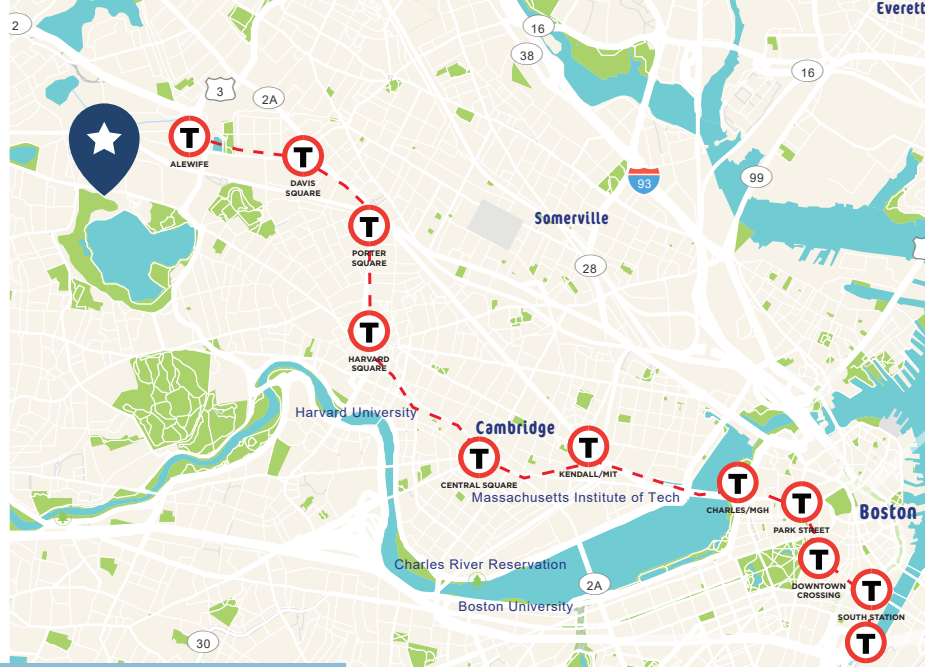 Everett
2
16
38
16
3
2A
T
ALEWIFE
T
DAVIS
SQUARE
93
99
T
PORTER
SQUARE
Somerville
28
T
HARVARD
SQUARE
Harvard University
Cambridge
T
CENTRAL SQUARE
T
KENDALL/MIT
Massachusetts Institute of Tech
T
CHARLES/MGH
T
PARK STREET
Boston
T
DOWNTOWN
CROSSING
Charles River Reservation
2A
Boston University
T
SOUTH STATION
T
30